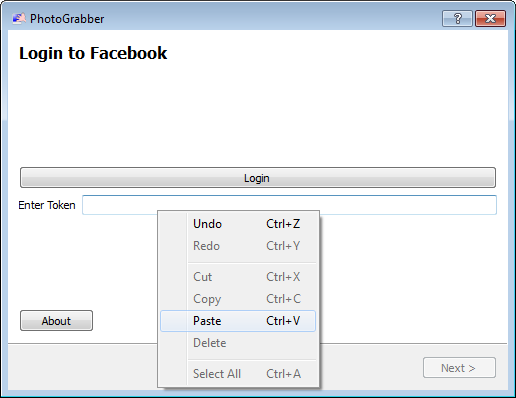 PhotoGrabber
?
Login to Facebook
Login
Enter Token
Undo Ctrl+Z
Redo Ctrl+Y
Cut Ctrl+X
Copy Ctrl+C
Paste Ctrl+V
Delete
Select All Ctrl+A
About
Next >